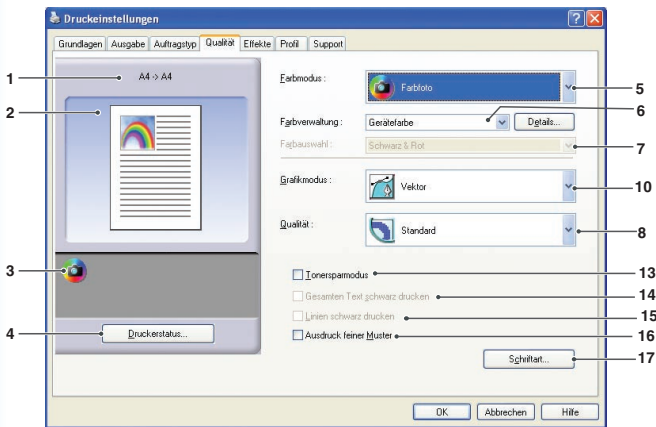 Druckeinstellungen
Grundlagen Ausgabe Auftragstyp Qualität Effekte Profil Support
1 A4 -> A4
2
3
4 Druckerstatus...
Farbmodus : Farbfoto 5
6
Farbverwaltung : Gerätefarbe Details...
Farbauswahl : Schwarz & Rot 7
Grafikmodus : Vektor 10
Qualität : Standard 8
Tonersparmodus 13
Gesamten Text schwarz drucken 14
Linien schwarz drucken 15
Ausdruck feiner Muster 16
Schriftart... 17
OK Abbrechen Hilfe